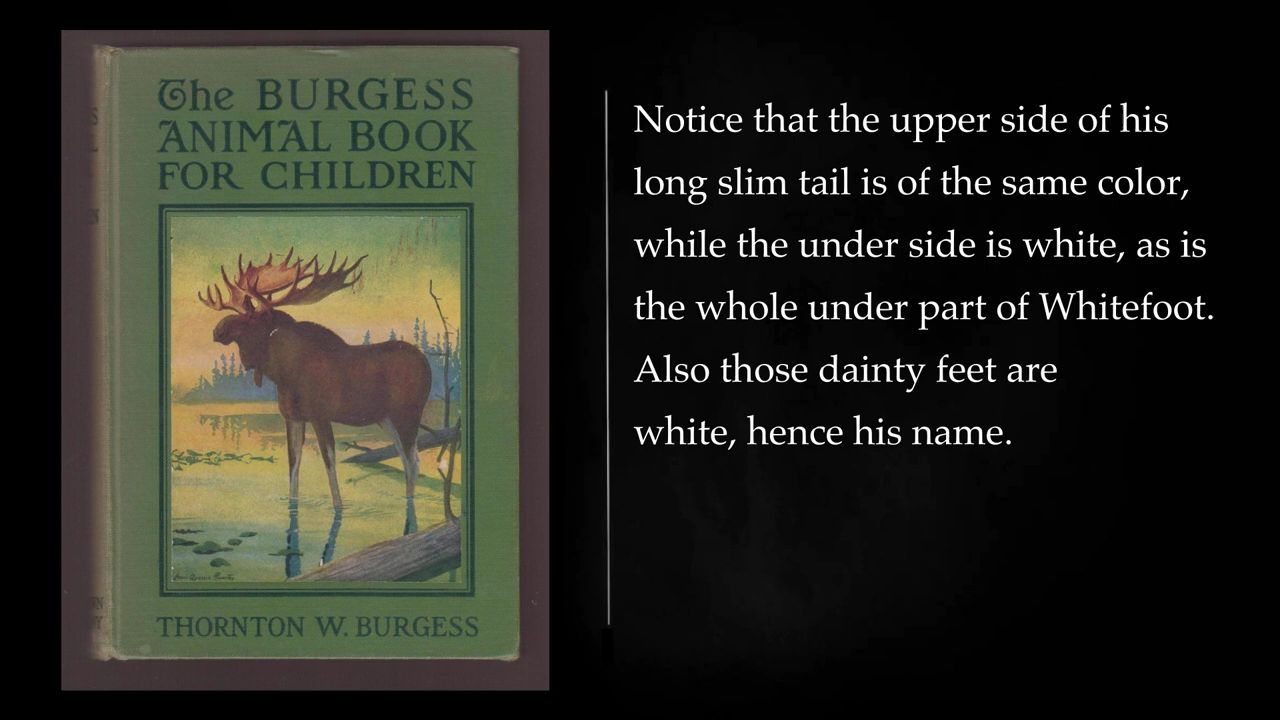 The BURGESS
ANIMAL BOOK
FOR CHILDREN
THORNTON W. BURGESS
Notice that the upper side of his
long slim tail is of the same color,
while the under side is white, as is
the whole under part of Whitefoot.
Also those dainty feet are
white, hence his name.